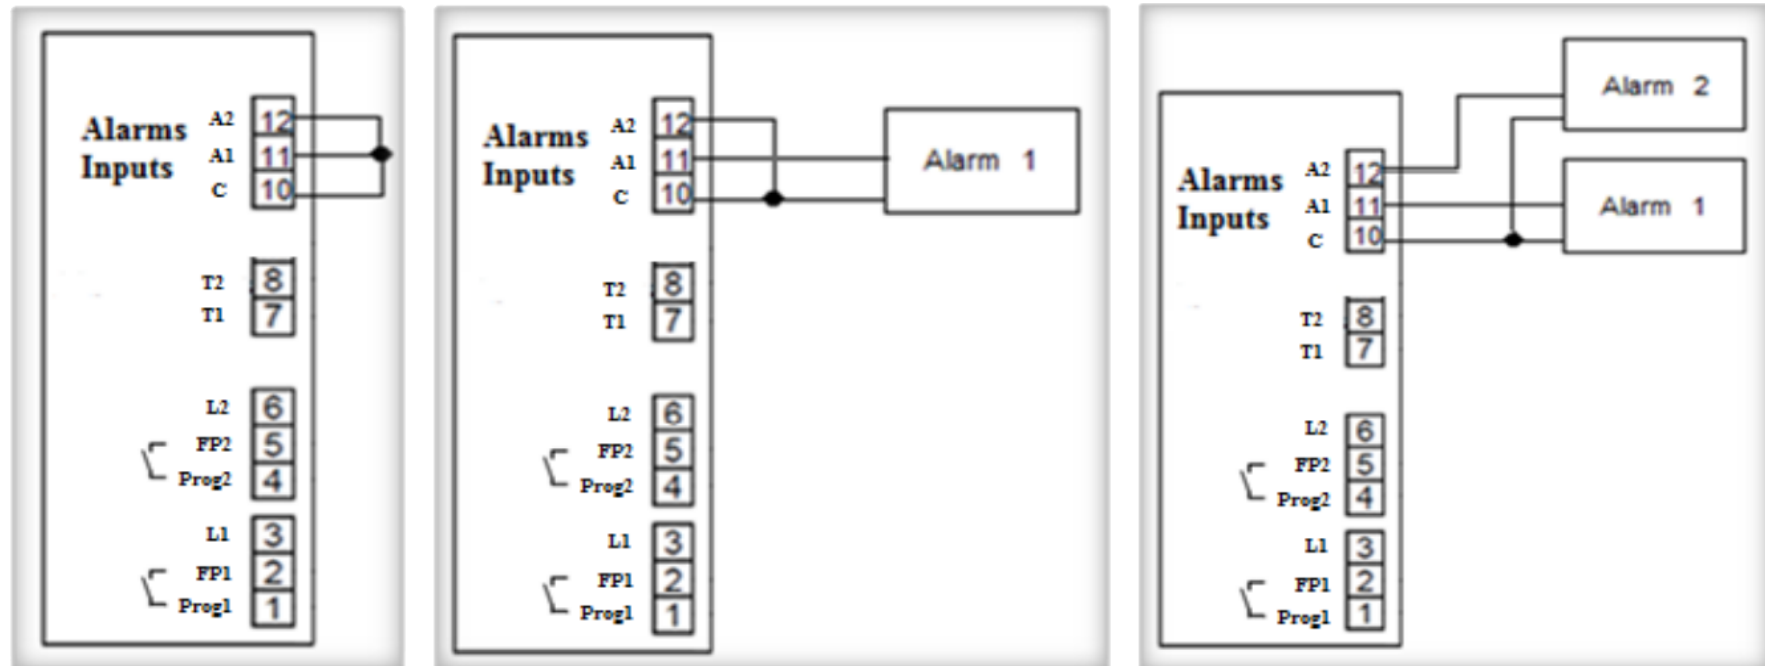 Alarms
Inputs
A2 12
A1 11
C 10
T2 8
T1 7
L2 6
FP2 5
Prog2 4
L1 3
FP1 2
Prog1 1
Alarms
Inputs
A2 12
A1 11
C 10
Alarm 1
T2 8
T1 7
L2 6
FP2 5
Prog2 4
L1 3
FP1 2
Prog1 1
Alarm 2
Alarm 1
Alarms
Inputs
A2 12
A1 11
C 10
T2 8
T1 7
L2 6
FP2 5
Prog2 4
L1 3
FP1 2
Prog1 1